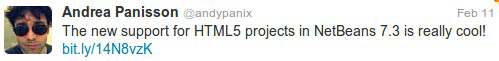 Andrea Panisson @andypanix Feb 11
The new support for HTML5 projects in NetBeans 7.3 is really cool!
bit.ly/14N8vzK